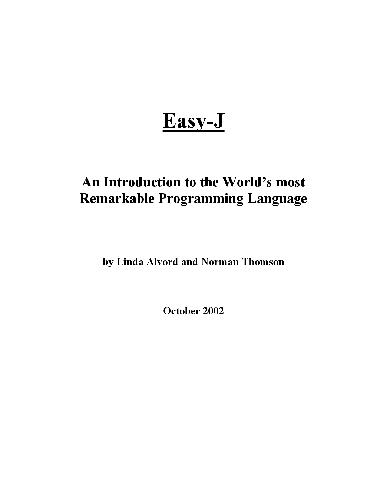 Easy-J
An Introduction to the World's most
Remarkable Programming Language
by Linda Alvord and Norman Thomson
October 2002